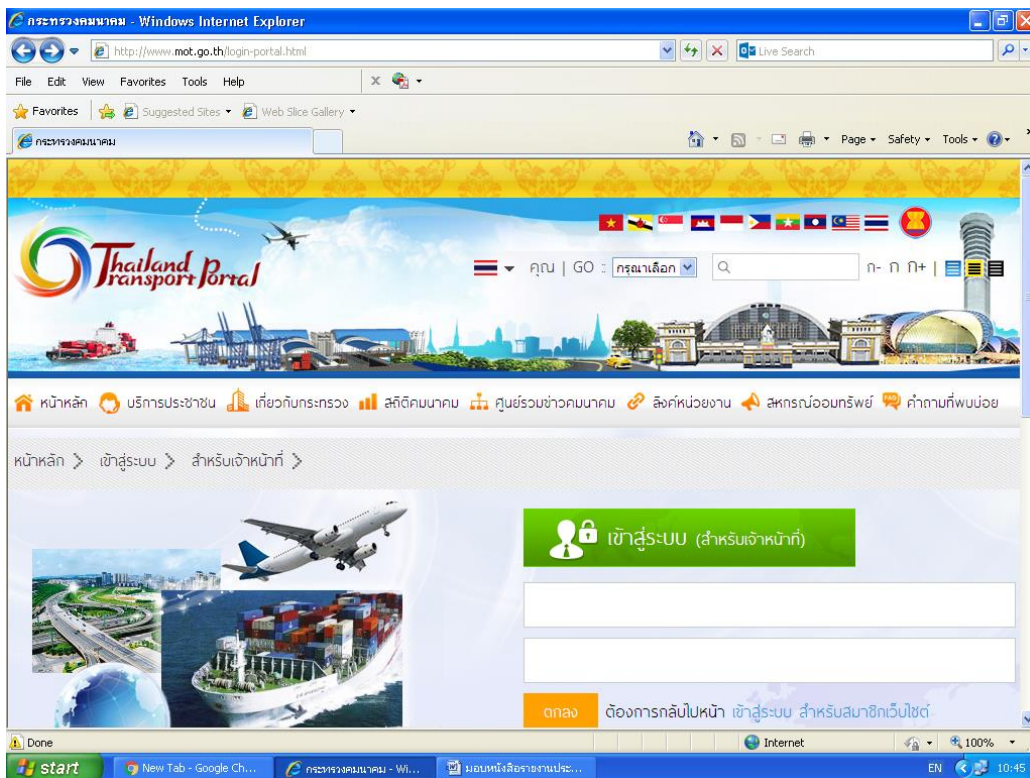 กระทรวงคมนาคม - Windows Internet Explorer
http://www.mot.go.th/login-portal.html
Live Search
File Edit View Favorites Tools Help
Favorites Suggested Sites Web Slice Gallery
กระทรวงคมนาคม
Page Safety Tools
Thailand Transport Portal
คุณ | GO :: กรุณาเลือก
ก- ก ก+ |
หน้าหลัก บริการประชาชน เกี่ยวกับกระทรวง สถิติคมนาคม ศูนย์รวมข่าวคมนาคม ลิงค์หน่วยงาน สหกรณ์ออมทรัพย์ FAQ คำถามที่พบบ่อย
หน้าหลัก > เข้าสู่ระบบ > สำหรับเจ้าหน้าที่ >
เข้าสู่ระบบ (สำหรับเจ้าหน้าที่)
ตกลง ต้องการกลับไปหน้า เข้าสู่ระบบ สำหรับสมาชิกเว็บไซต์
Done Internet 100%
start New Tab - Google Ch... กระทรวงคมนาคม - Wi... มอบหนังสือรายงานประ... EN 10:45